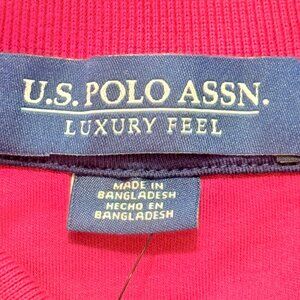 U.S. POLO ASSN.
LUXURY FEEL
MADE IN
BANGLADESH
HECHO EN
BANGLADESH